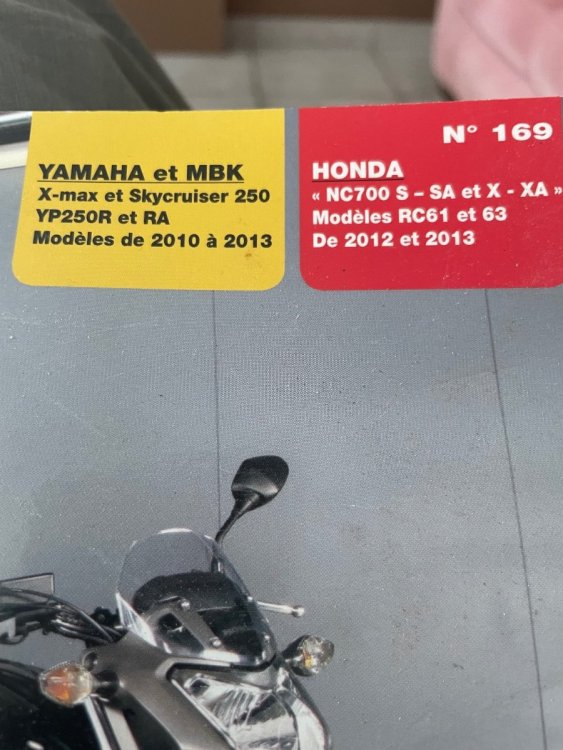 YAMAHA et MBK
X-max et Skycruiser 250
YP250R et RA
Modèles de 2010 à 2013
N° 169
HONDA
« NC700 S – SA et X - XA »
Modèles RC61 et 63
De 2012 et 2013